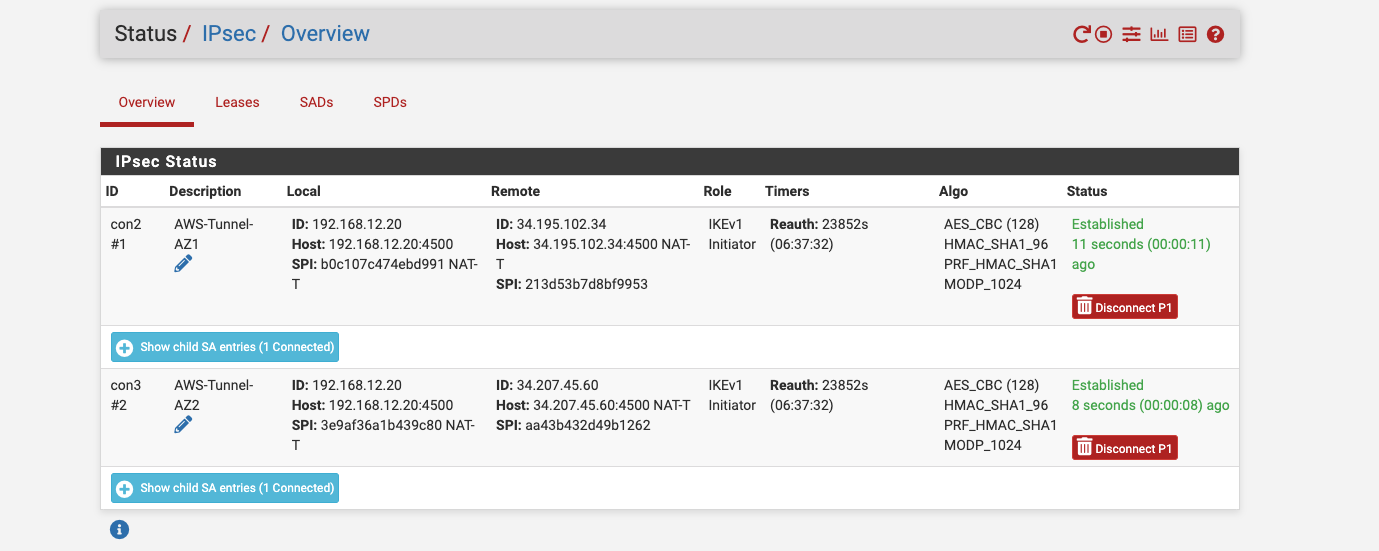 Status / IPsec / Overview
Overview Leases SADs SPDs
IPsec Status
ID Description Local Remote Role Timers Algo Status
con2 AWS-Tunnel- ID: 192.168.12.20 ID: 34.195.102.34 IKEv1 Reauth: 23852s AES_CBC (128) Established
#1 AZ1 Host: 192.168.12.20:4500 Host: 34.195.102.34:4500 NAT- Initiator (06:37:32) HMAC_SHA1_96 11 seconds (00:00:11)
SPI: b0c107c474ebd991 NAT- T PRF_HMAC_SHA1 ago
T SPI: 213d53b7d8bf9953 MODP_1024
Disconnect P1
Show child SA entries (1 Connected)
con3 AWS-Tunnel- ID: 192.168.12.20 ID: 34.207.45.60 IKEv1 Reauth: 23852s AES_CBC (128) Established
#2 AZ2 Host: 192.168.12.20:4500 Host: 34.207.45.60:4500 NAT-T Initiator (06:37:32) HMAC_SHA1_96 8 seconds (00:00:08) ago
SPI: 3e9af36a1b439c80 NAT- SPI: aa43b432d49b1262 PRF_HMAC_SHA1
T MODP_1024 Disconnect P1
Show child SA entries (1 Connected)